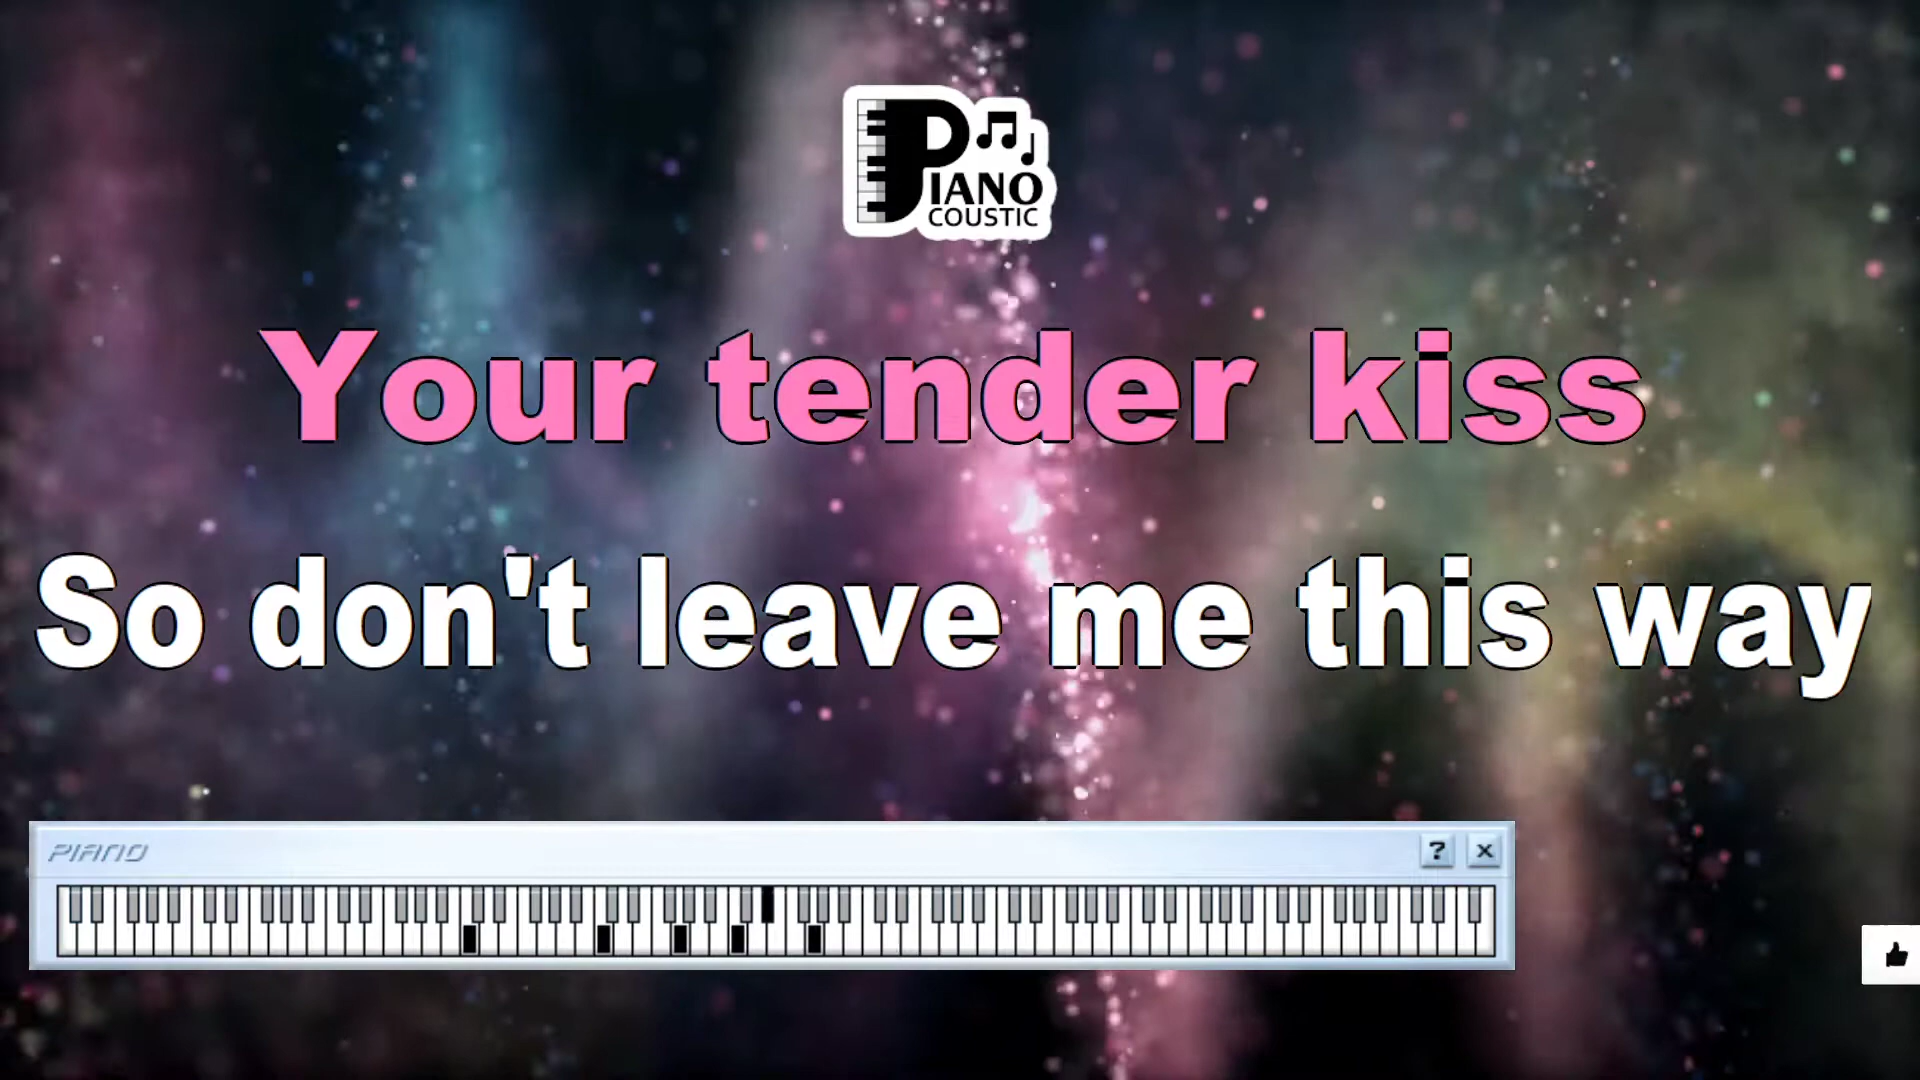 PIANO
COUSTIC
Your tender kiss
So don't leave me this way
PIANO ? x